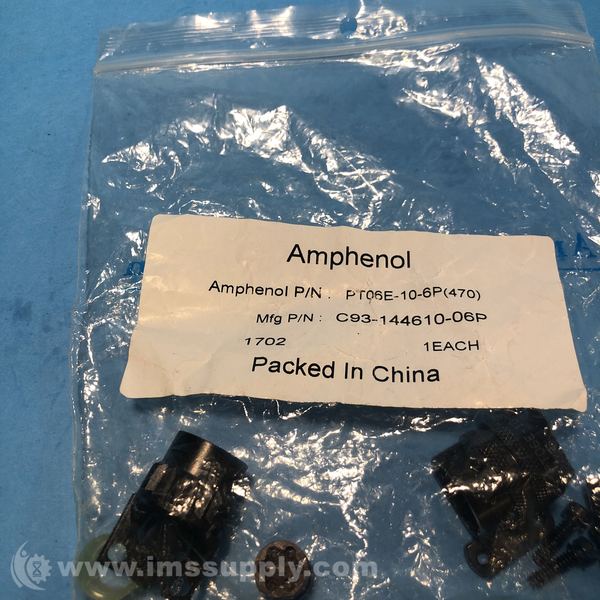 Amphenol
Amphenol P/N : PT06E-10-6P(470)
Mfg P/N : C93-144610-06P
1702 1EACH
Packed In China
www.imssupply.com